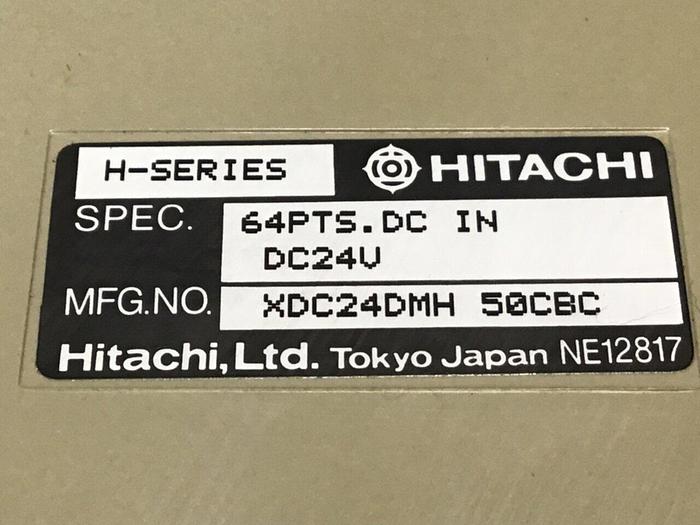 H-SERIES HITACHI
SPEC. 64PTS.DC IN
DC24V
MFG.NO. XDC24DMH 50CBC
Hitachi,Ltd. Tokyo Japan NE12817